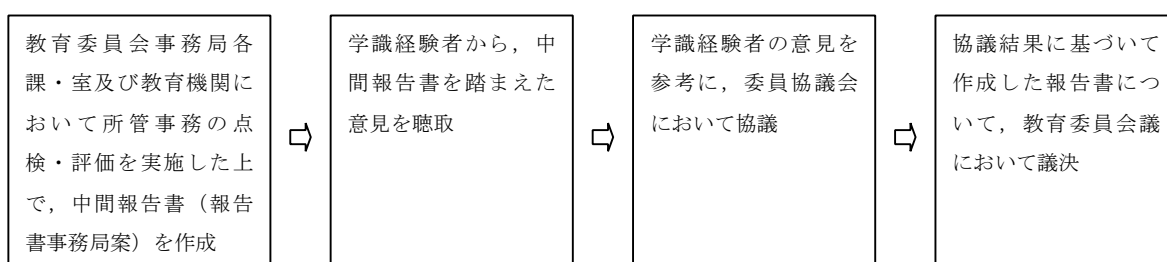 教育委員会事務局各
課・室及び教育機関に
おいて所管事務の点
検・評価を実施した上
で，中間報告書（報告
書事務局案）を作成
学識経験者から，中
間報告書を踏まえた
意見を聴取
学識経験者の意見を
参考に，委員協議会
において協議
協議結果に基づいて
作成した報告書につ
いて，教育委員会議
において議決